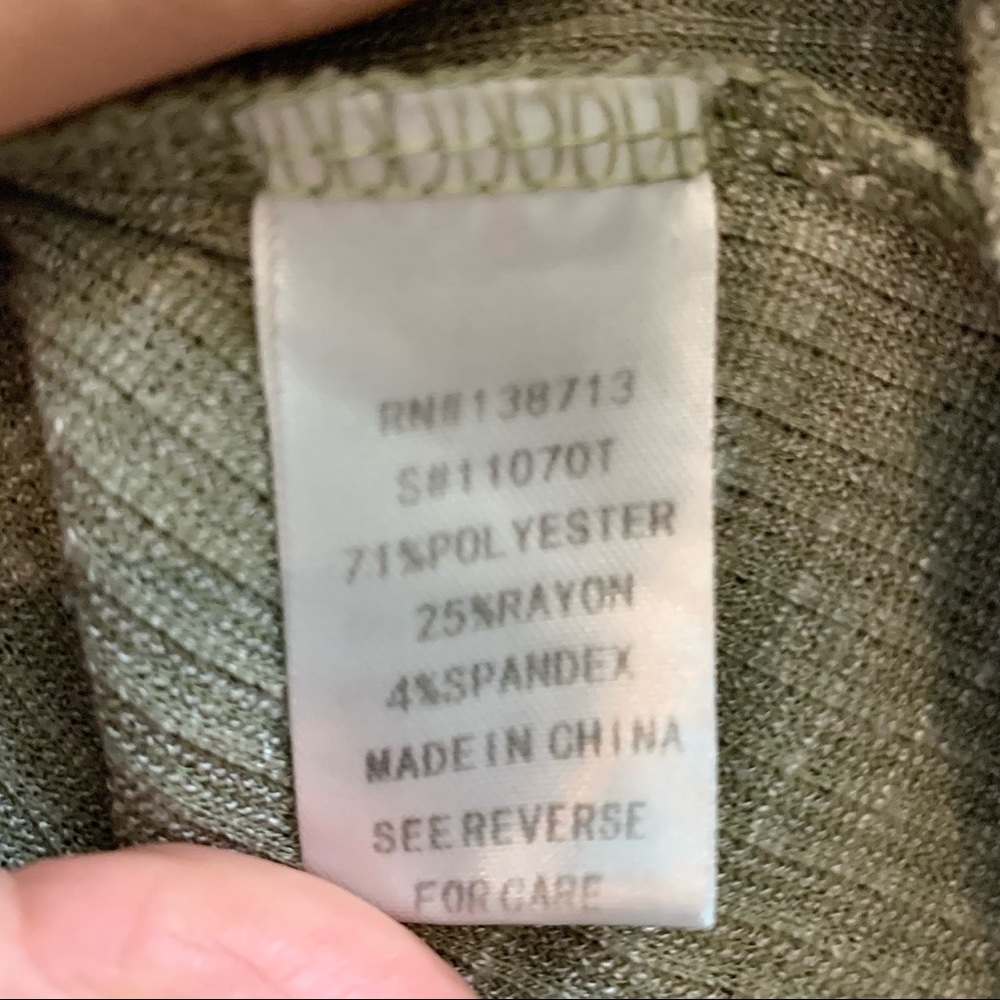 RN#138713
S#11070T
71%POLYESTER
25%RAYON
4%SPANDEX
MADE IN CHINA
SEE REVERSE
FOR CARE